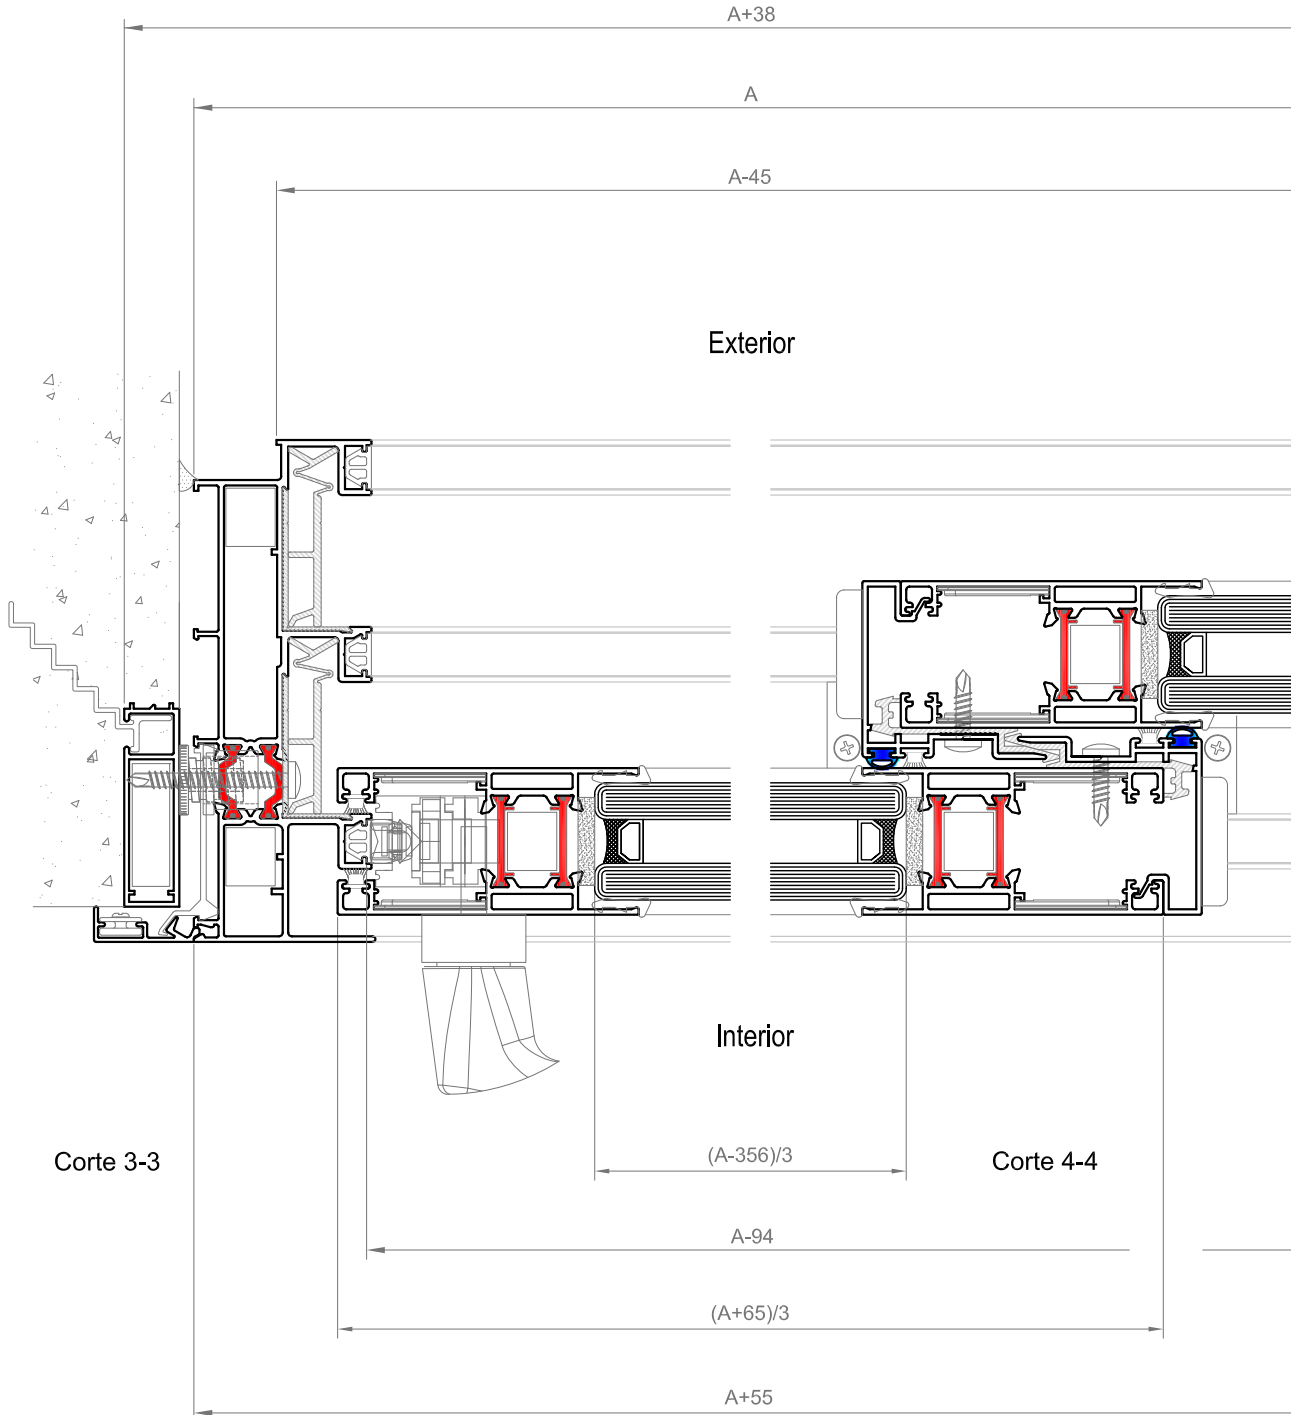 A+38
A
A-45
Exterior
Interior
Corte 3-3
(A-356)/3
Corte 4-4
A-94
(A+65)/3
A+55